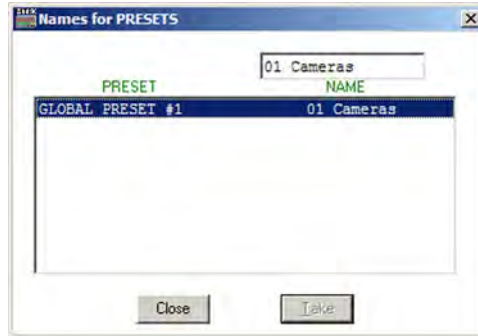 Names for PRESETS
01 Cameras
PRESET NAME
GLOBAL PRESET #1 01 Cameras
Close Take